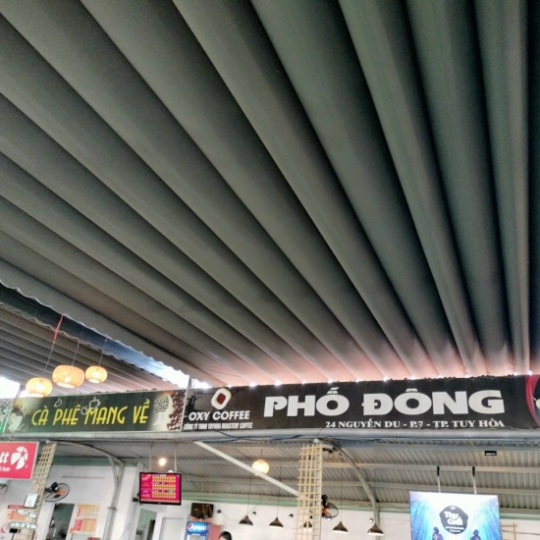 CÀ PHÊ MANG VỀ
OXY COFFEE
PHỐ ĐÔNG
24 NGUYỄN DU - P.7 - TP. TUY HÒA